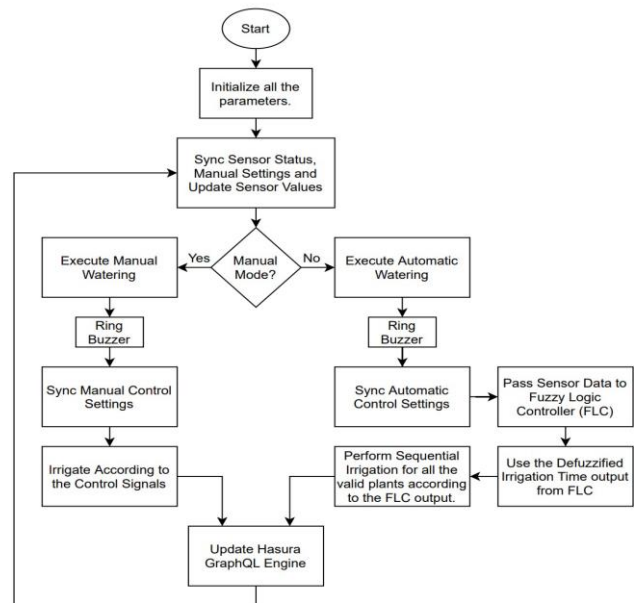 Start
Initialize all the
parameters.
Sync Sensor Status,
Manual Settings and
Update Sensor Values
Manual
Mode?
Yes
No
Execute Manual
Watering
Ring
Buzzer
Sync Manual Control
Settings
Irrigate According to
the Control Signals
Execute Automatic
Watering
Ring
Buzzer
Sync Automatic
Control Settings
Pass Sensor Data to
Fuzzy Logic
Controller (FLC)
Use the Defuzzified
Irrigation Time output
from FLC
Perform Sequential
Irrigation for all the
valid plants according
to the FLC output.
Update Hasura
GraphQL Engine